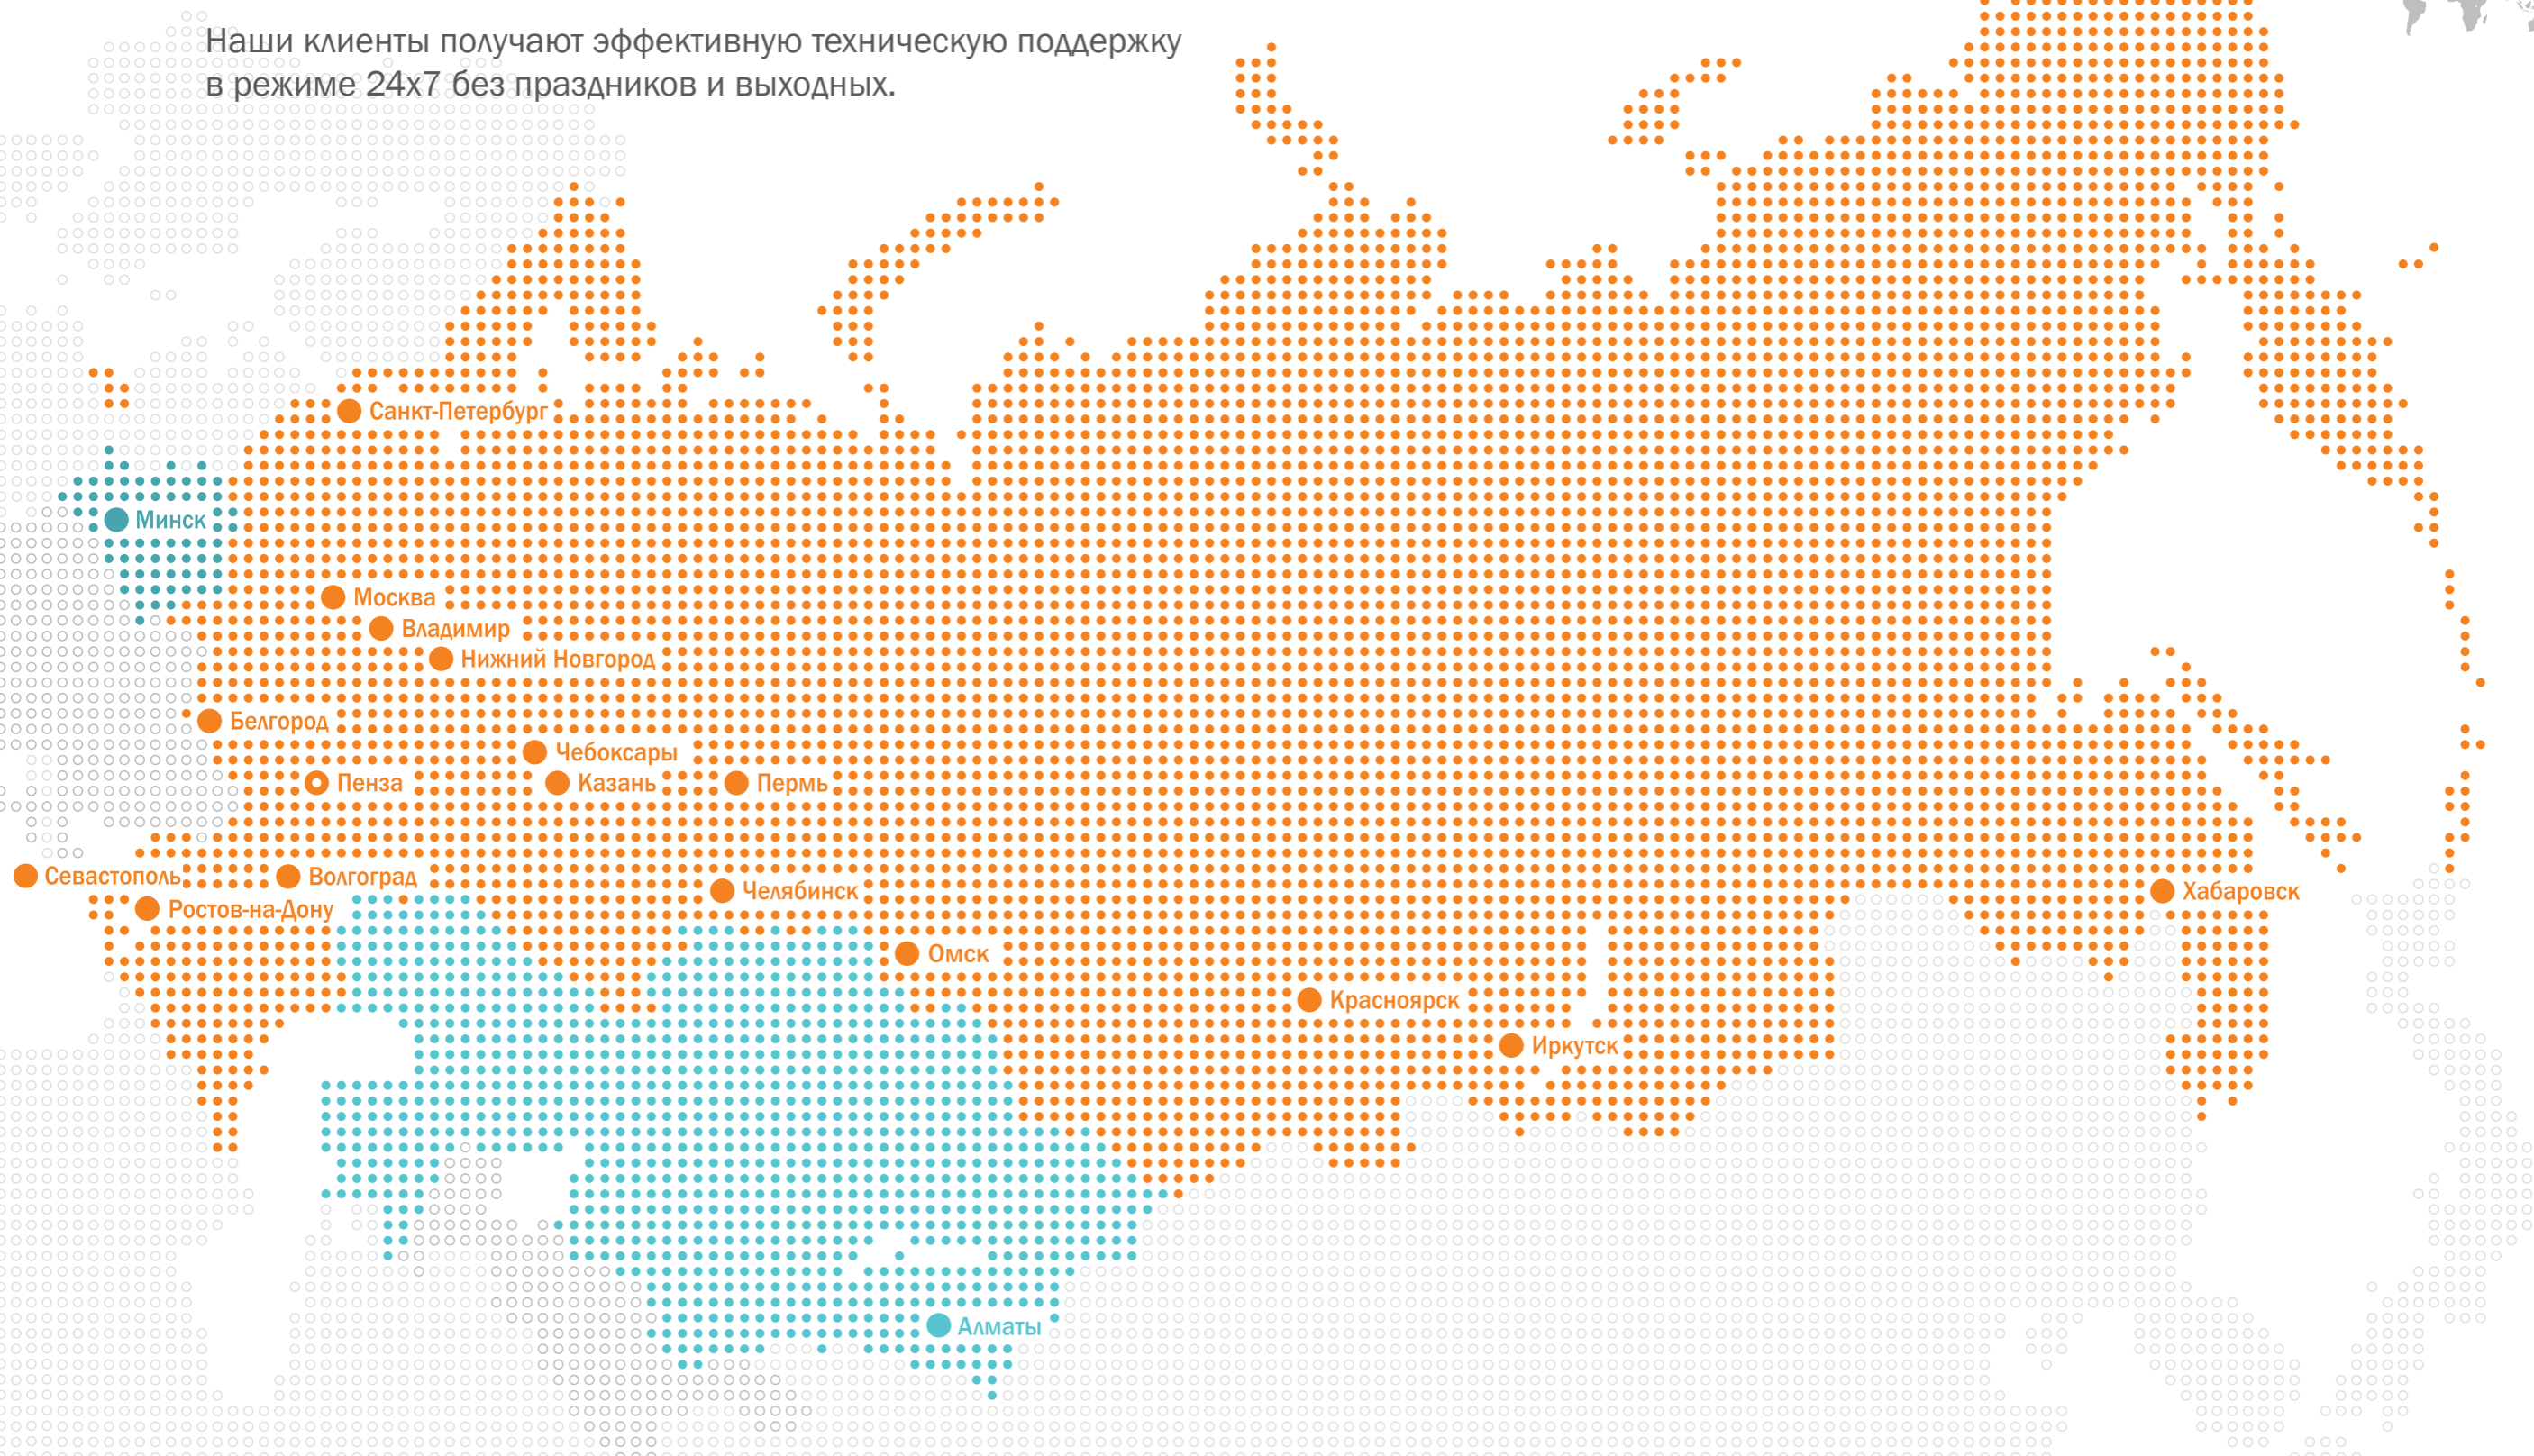 Наши клиенты получают эффективную техническую поддержку
в режиме 24x7 без праздников и выходных.
Санкт-Петербург
Минск
Москва
Владимир
Нижний Новгород
Белгород
Чебоксары
Пенза
Казань
Пермь
Севастополь
Волгоград
Челябинск
Хабаровск
Ростов-на-Дону
Омск
Красноярск
Иркутск
Алматы